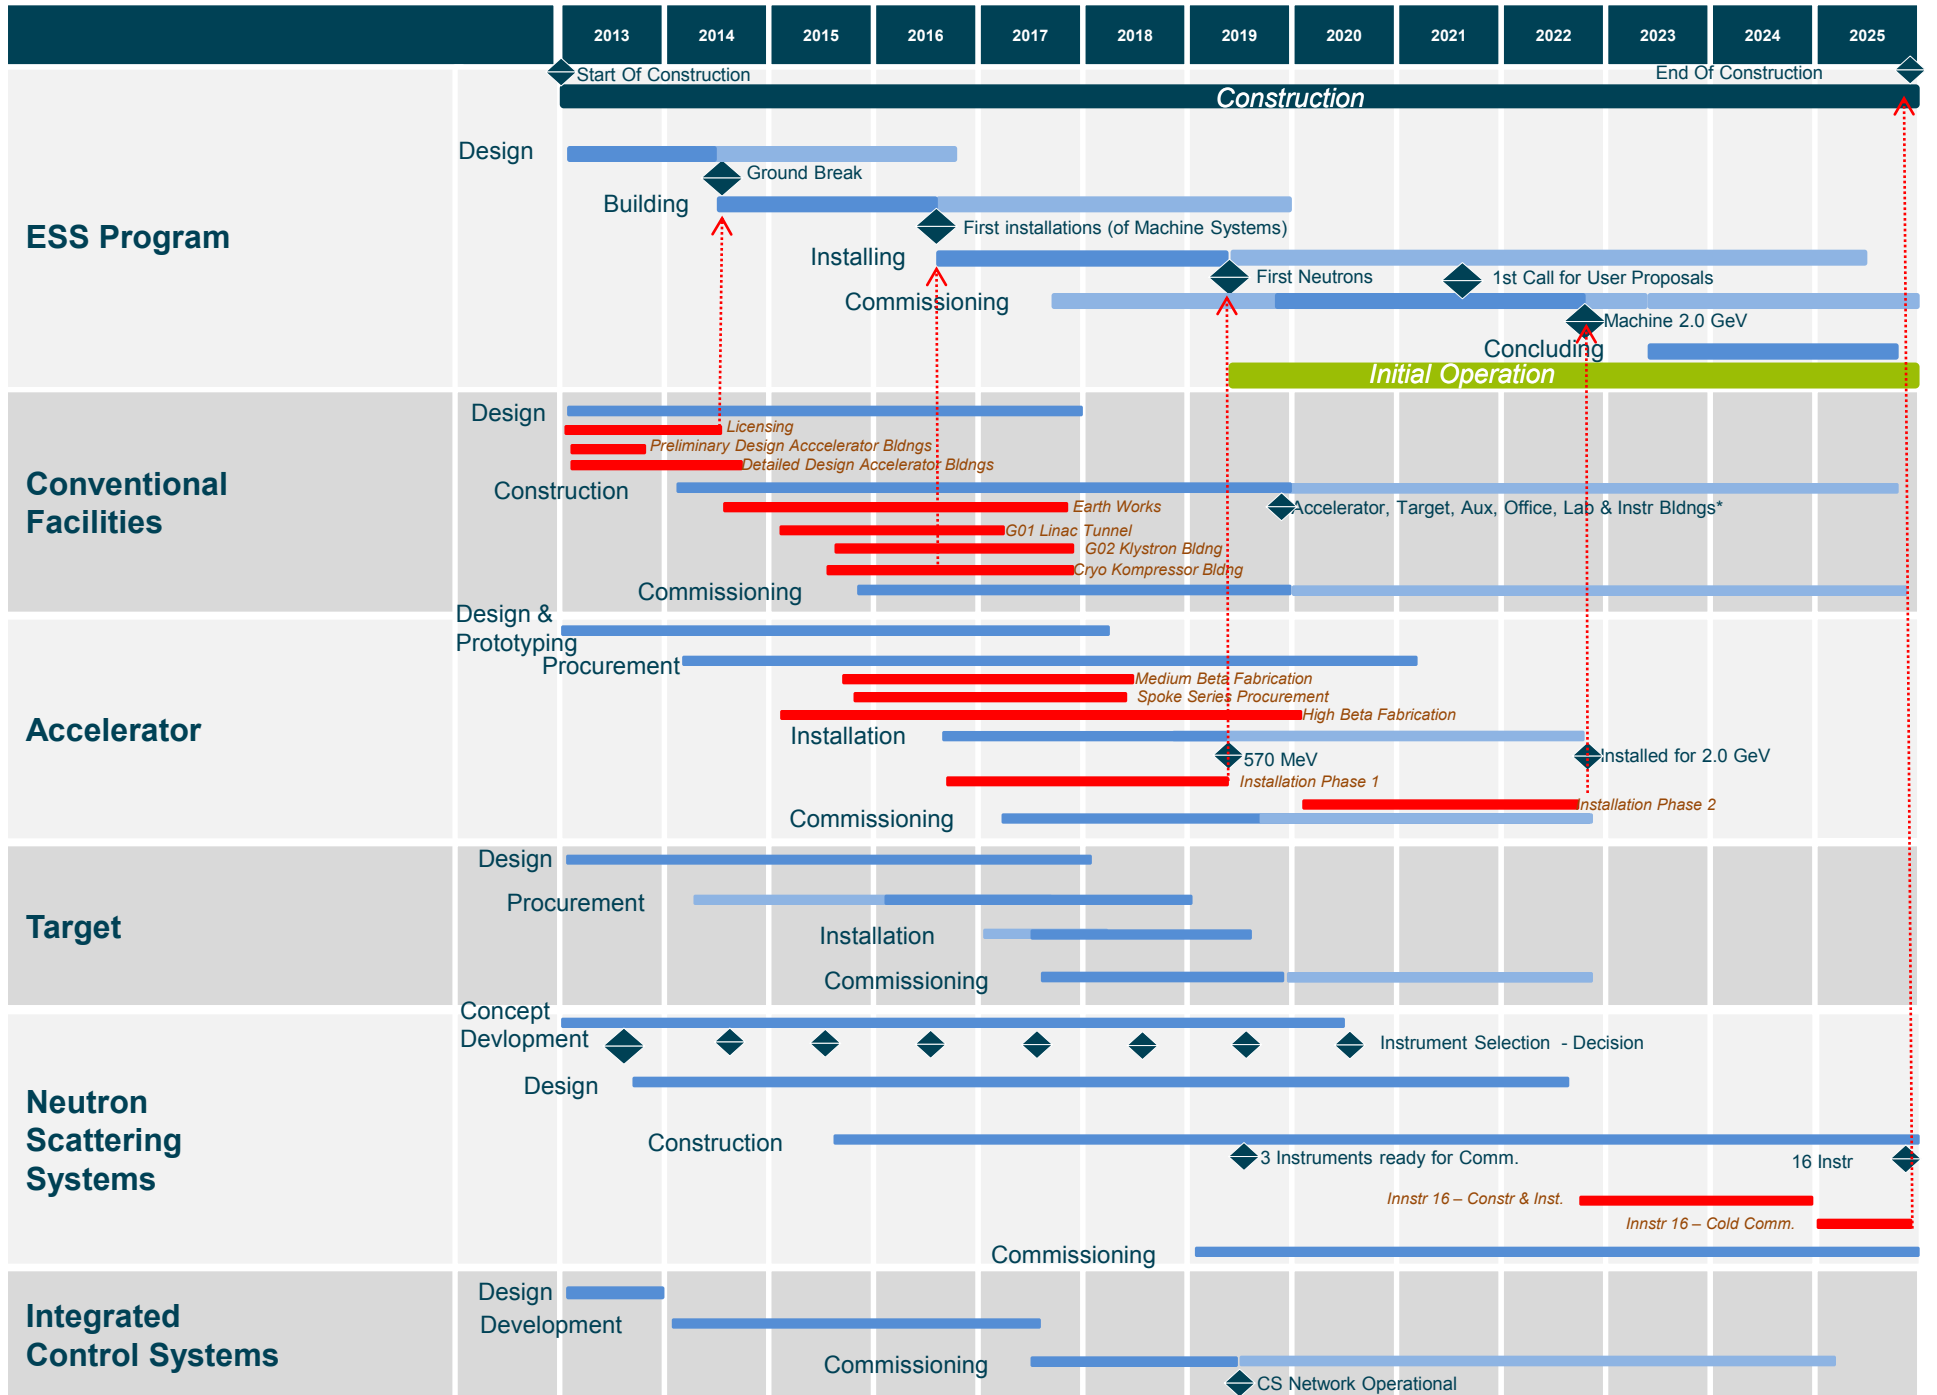 2013 2014 2015 2016 2017 2018 2019 2020 2021 2022 2023 2024 2025
Start Of Construction
End Of Construction
Construction
ESS Program
Design
Ground Break
Building
First installations (of Machine Systems)
Installing
First Neutrons
1st Call for User Proposals
Commissioning
Machine 2.0 GeV
Concluding
Initial Operation
Conventional
Facilities
Design
Licensing
Preliminary Design Acccelerator Bldngs
Detailed Design Accelerator Bldngs
Construction
Accelerator, Target, Aux, Office, Lab & Instr Bldngs*
Earth Works
G01 Linac Tunnel
G02 Klystron Bldng
Cryo Kompressor Bldng
Commissioning
Accelerator
Design &
Prototyping
Procurement
Medium Beta Fabrication
Spoke Series Procurement
High Beta Fabrication
Installation
570 MeV
Installed for 2.0 GeV
Installation Phase 1
Installation Phase 2
Commissioning
Target
Design
Procurement
Installation
Commissioning
Neutron
Scattering
Systems
Concept
Devlopment
Instrument Selection - Decision
Design
Construction
3 Instruments ready for Comm.
16 Instr
Innstr 16 – Constr & Inst.
Innstr 16 – Cold Comm.
Commissioning
Integrated
Control Systems
Design
Development
Commissioning
CS Network Operational